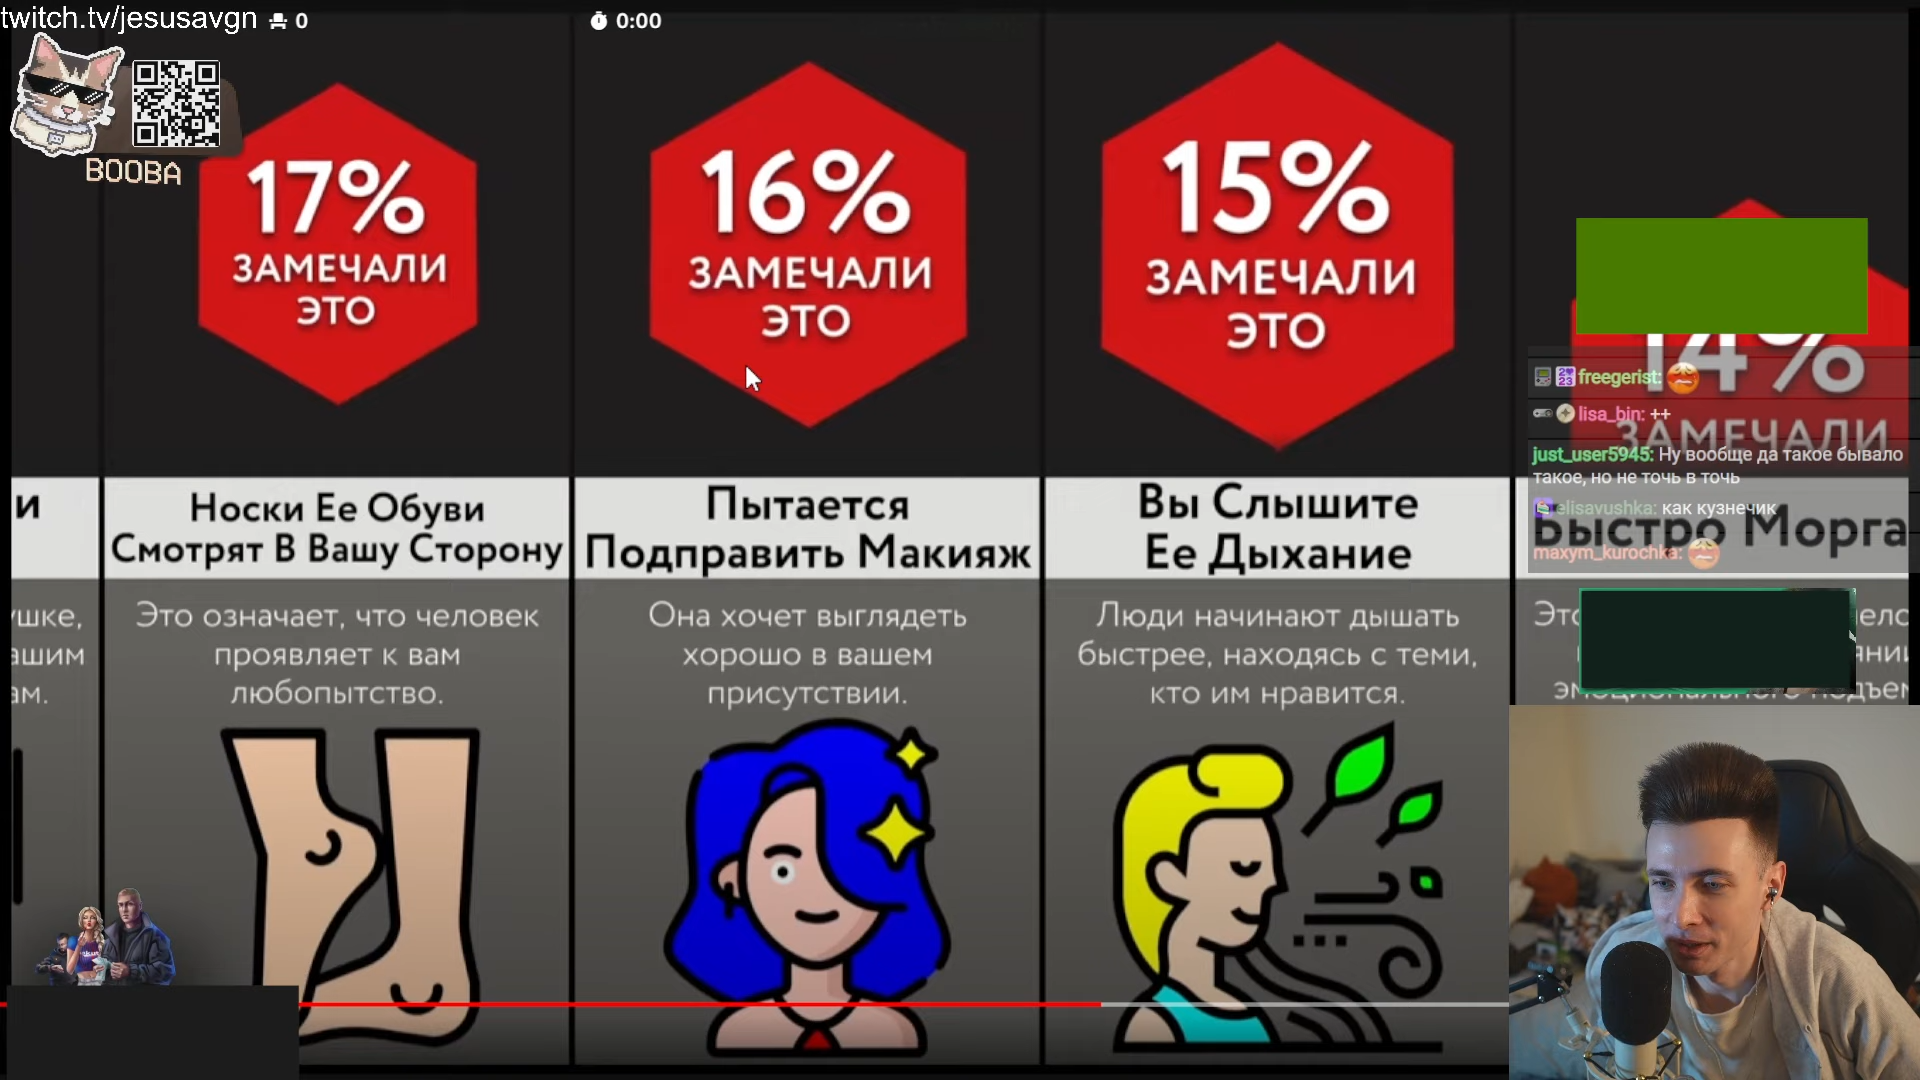 twitch.tv/jesusavgn
0
0:00
BOOBA
17%
ЗАМЕЧАЛИ
ЭТО
16%
ЗАМЕЧАЛИ
ЭТО
15%
ЗАМЕЧАЛИ
ЭТО
14%
ЗАМЕЧАЛИ
freegerist:
lisa_bin: ++
just_user5945: Ну вообще да такое бывало
такое, но не точь в точь
elisavushka: как кузнечик
maxym_kurochka:
и
Носки Ее Обуви
Смотрят В Вашу Сторону
Пытается
Подправить Макияж
Вы Слышите
Ее Дыхание
Быстро Морга
ушке,
ашим
ам.
Это означает, что человек
проявляет к вам
любопытство.
Она хочет выглядеть
хорошо в вашем
присутствии.
Люди начинают дышать
быстрее, находясь с теми,
кто им нравится.